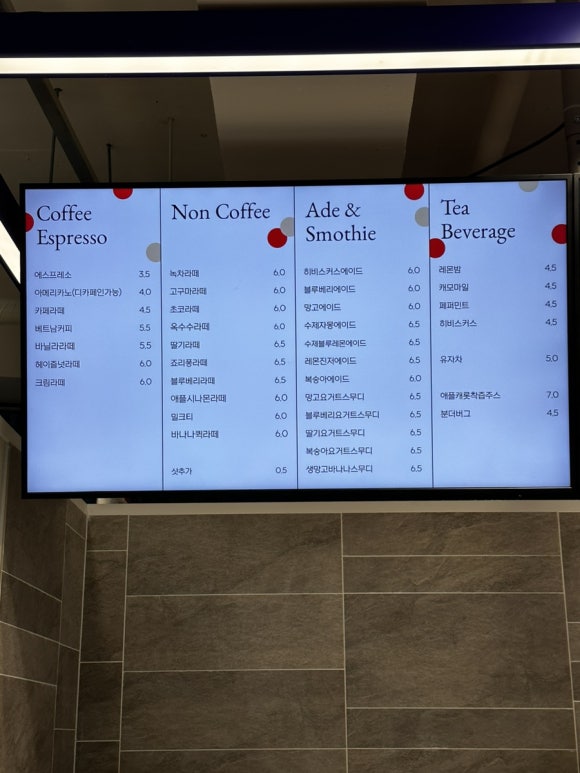 Coffee
Espresso
에스프레소 3.5
아메리카노(디카페인가능) 4.0
카페라떼 4.5
베트남커피 5.5
바닐라라떼 5.5
헤이즐넛라떼 6.0
크림라떼 6.0
Non Coffee
녹차라떼 6.0
고구마라떼 6.0
초코라떼 6.0
옥수수라떼 6.0
딸기라떼 6.5
죠리퐁라떼 6.5
블루베리라떼 6.5
애플시나몬라떼 6.0
밀크티 6.0
바나나쿽라떼 6.0
샷추가 0.5
Ade &
Smothie
히비스커스에이드 6.0
블루베리에이드 6.0
망고에이드 6.0
수제자몽에이드 6.5
수제블루레몬에이드 6.5
레몬진저에이드 6.5
복숭아에이드 6.0
망고요거트스무디 6.5
블루베리요거트스무디 6.5
딸기요거트스무디 6.5
복숭아요거트스무디 6.5
생망고바나나스무디 6.5
Tea
Beverage
레몬밤 4.5
캐모마일 4.5
페퍼민트 4.5
히비스커스 4.5
유자차 5.0
애플캐롯착즙주스 7.0
분더버그 4.5